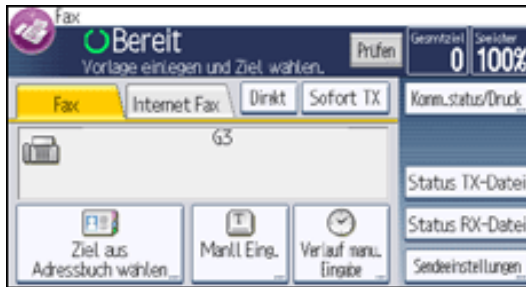 Fax
Bereit
Vorlage einlegen und Ziel wählen.
Prüfen
Gesamtziel
0
Speicher
100%
Fax
Internet Fax
Direkt
Sofort TX
Komm.status/Druck
G3
Status TX-Datei
Status RX-Datei
Sendeeinstellungen
Ziel aus
Adressbuch wählen
T
Manll Eing.
Verlauf manu.
Eingabe